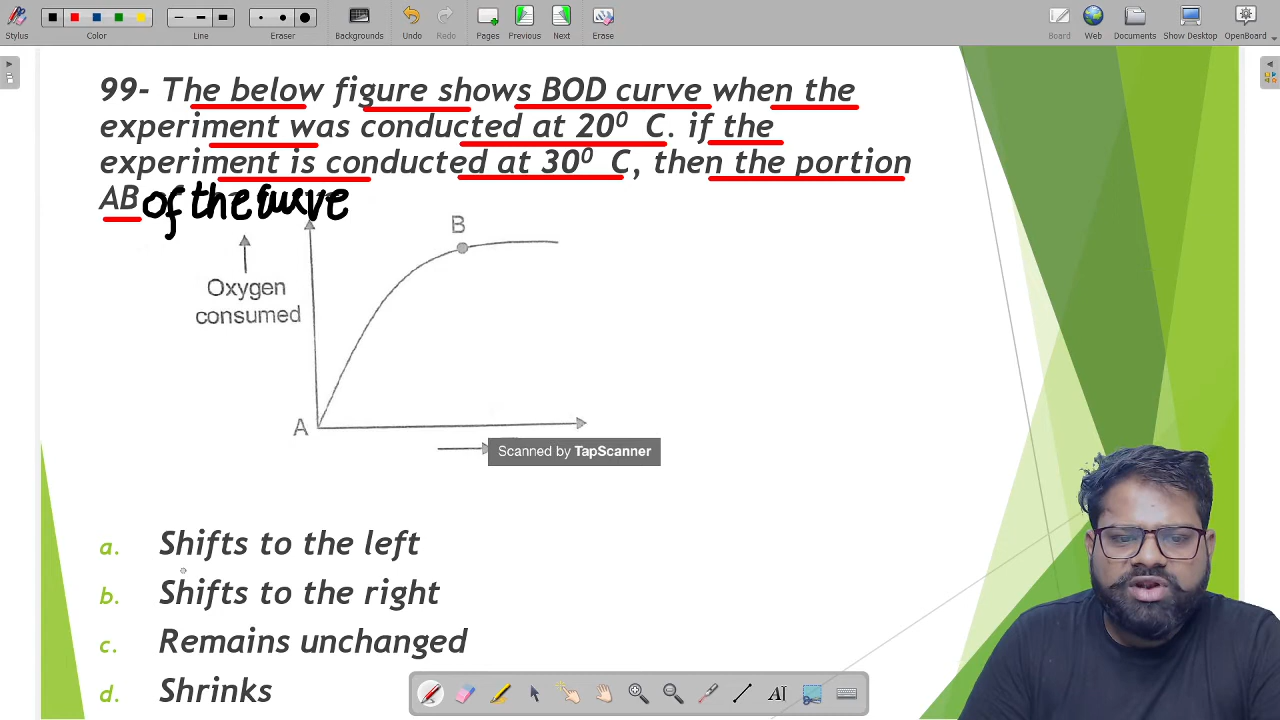 Stylus
Color
Line
Eraser
Backgrounds
Undo
Redo
Pages
Previous
Next
Erase
Board
Web
Documents
Show Desktop
OpenBoard
99- The below figure shows BOD curve when the
experiment was conducted at 20⁰ C. if the
experiment is conducted at 30⁰ C, then the portion
AB of the curve
B
Oxygen
consumed
A
Scanned by TapScanner
a. Shifts to the left
b. Shifts to the right
c. Remains unchanged
d. Shrinks
AI